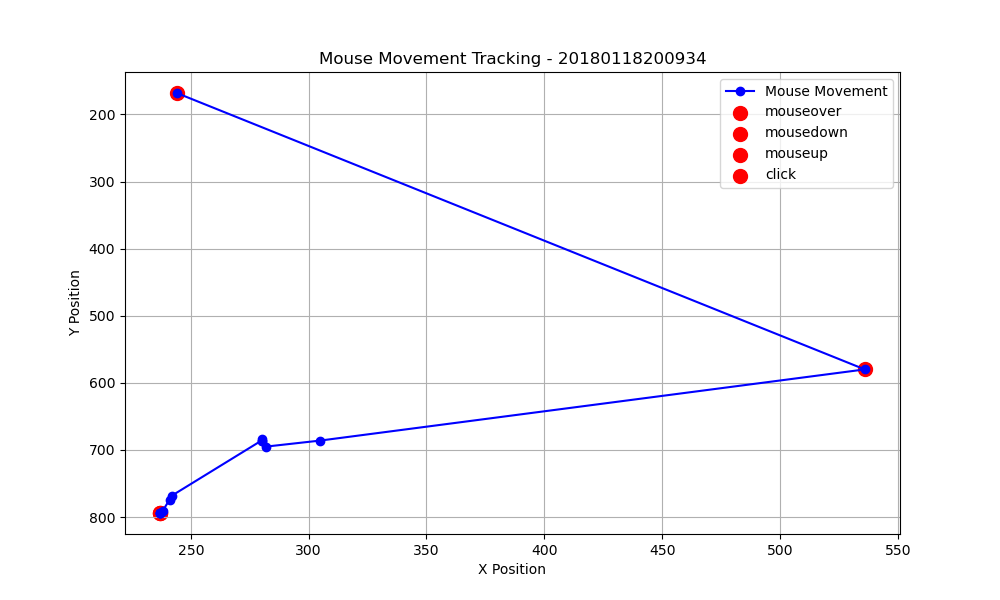 Mouse Movement Tracking - 20180118200934
Mouse Movement
mouseover
mousedown
mouseup
click
200
300
400
500
600
700
800
Y Position
250
300
350
400
450
500
550
X Position